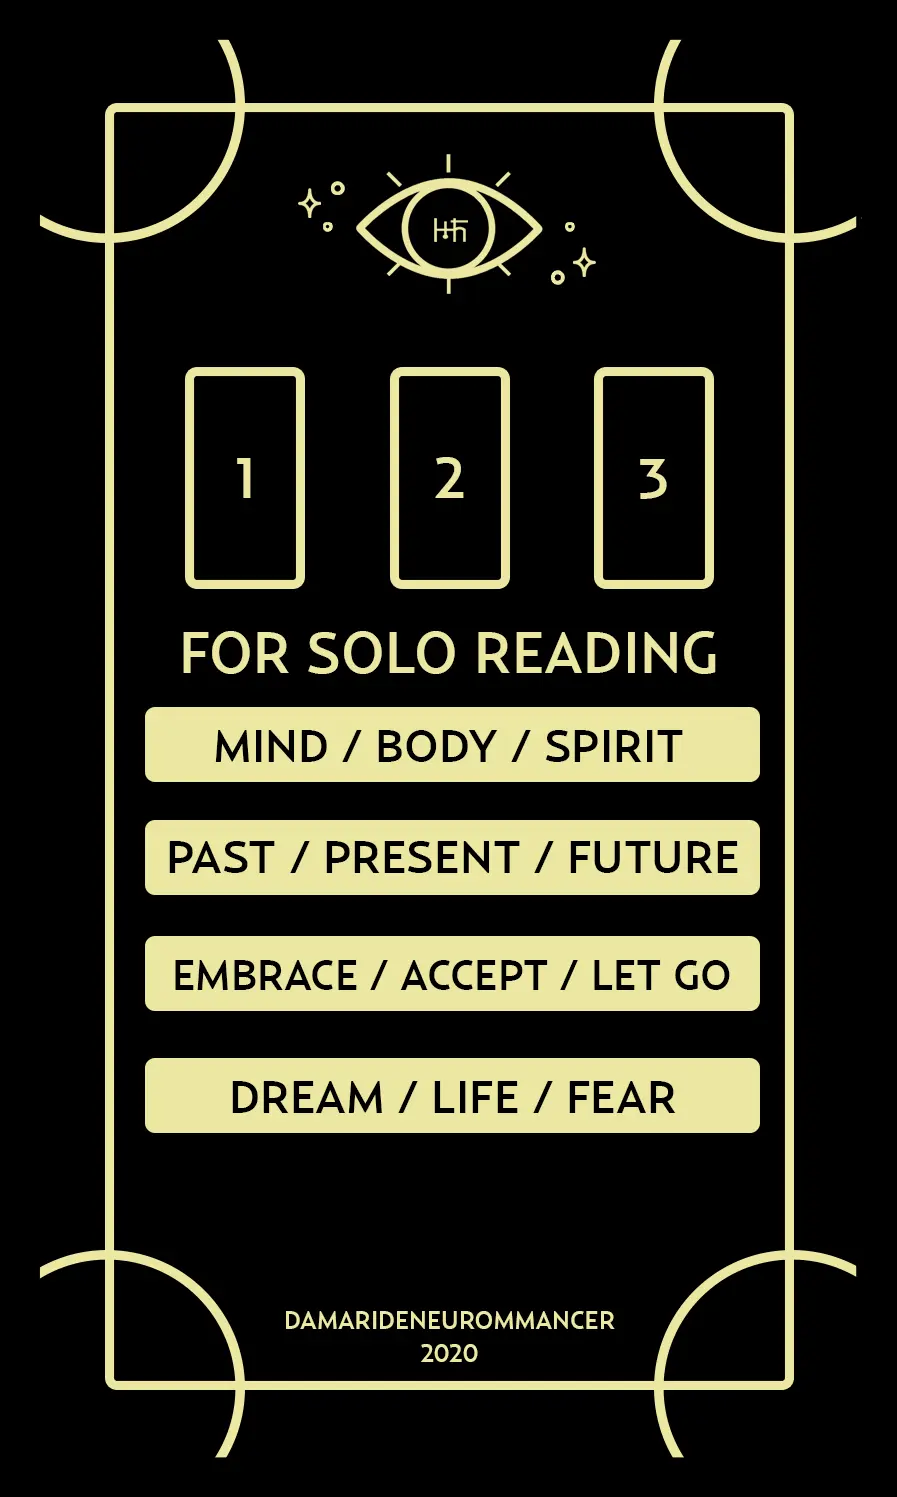 1 2 3
FOR SOLO READING
MIND / BODY / SPIRIT
PAST / PRESENT / FUTURE
EMBRACE / ACCEPT / LET GO
DREAM / LIFE / FEAR
DAMARIDENEUROMMANCER
2020